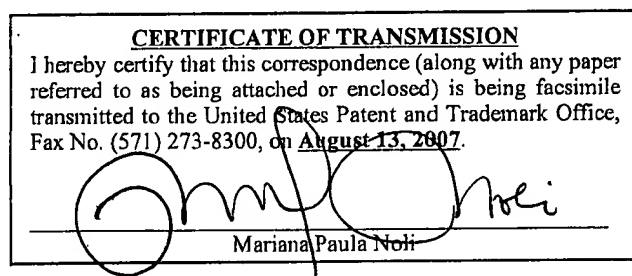 CERTIFICATE OF TRANSMISSION
I hereby certify that this correspondence (along with any paper
referred to as being attached or enclosed) is being facsimile
transmitted to the United States Patent and Trademark Office,
Fax No. (571) 273-8300, on August 13, 2007.
Noli
Mariana Paula Noli